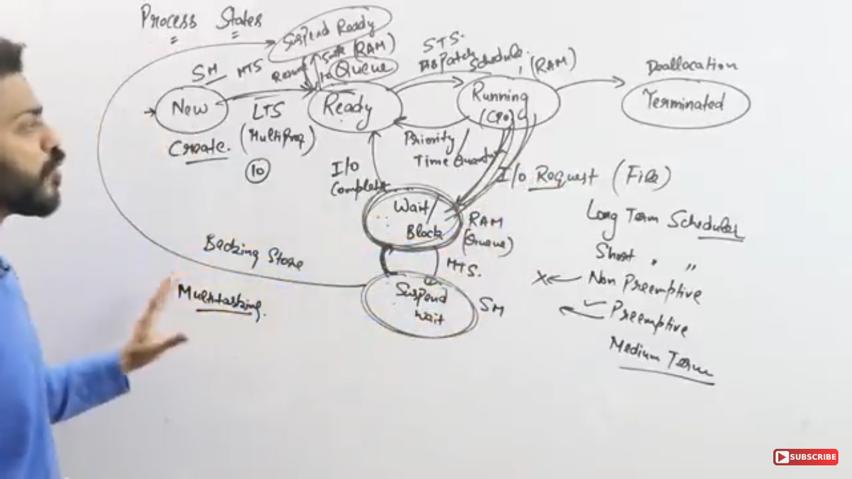 Process States
Suspend Ready
SM
MTS
(RAM)
Queue
STS.
Dispatch Schedule.
(RAM)
Deallocation
New
LTS
(MultiProg)
Ready
Running
(CPU)
Terminated
Create.
10
Priority
Time Quantum
I/O
Complete
I/O Request (File)
Wait/
Block
RAM
(Queue)
Long Term Scheduler
Short " "
Backing Store
MTS.
x Non Preemptive
Multitasking.
Suspend
wait
SM
✓ Preemptive
Medium Term
SUBSCRIBE